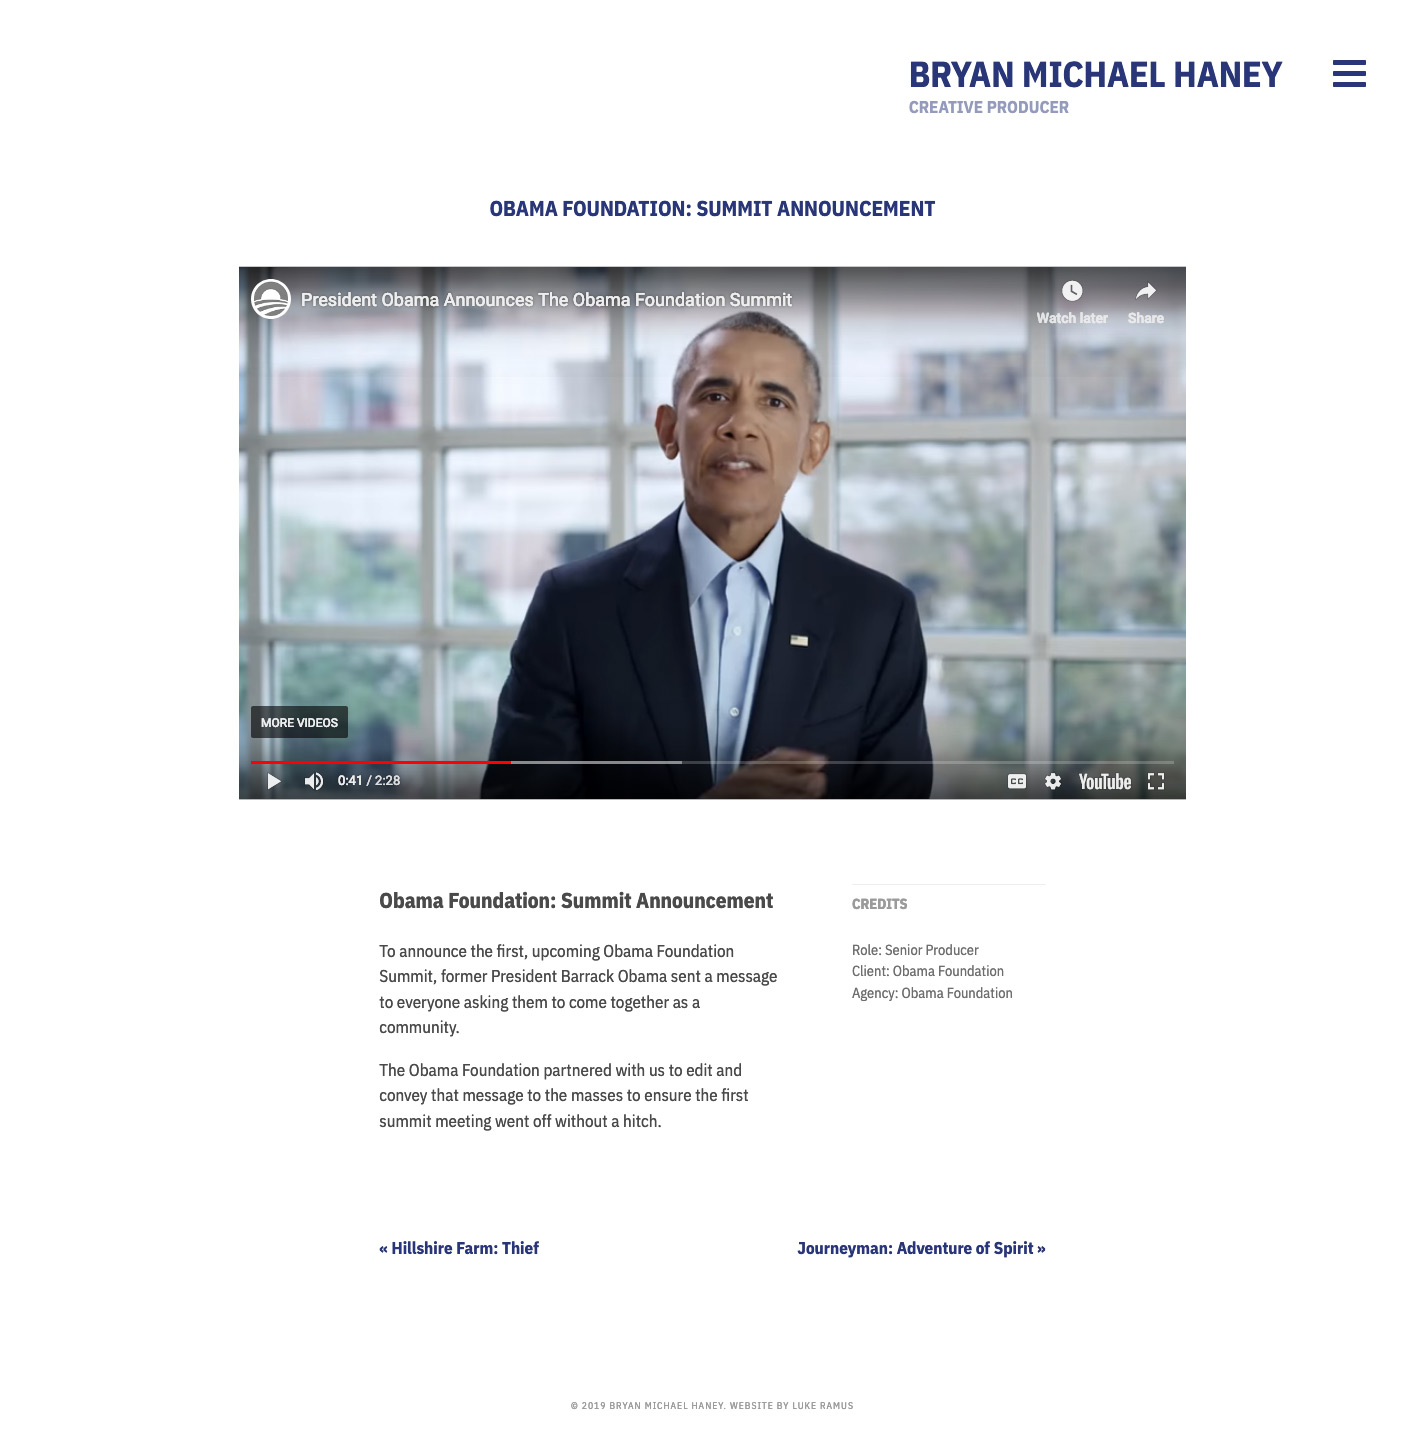 BRYAN MICHAEL HANEY
CREATIVE PRODUCER
OBAMA FOUNDATION: SUMMIT ANNOUNCEMENT
President Obama Announces The Obama Foundation Summit
Watch later
Share
MORE VIDEOS
0:41 / 2:28
CC
YouTube
Obama Foundation: Summit Announcement
To announce the first, upcoming Obama Foundation
Summit, former President Barrack Obama sent a message
to everyone asking them to come together as a
community.
The Obama Foundation partnered with us to edit and
convey that message to the masses to ensure the first
summit meeting went off without a hitch.
CREDITS
Role: Senior Producer
Client: Obama Foundation
Agency: Obama Foundation
« Hillshire Farm: Thief
Journeyman: Adventure of Spirit »
© 2019 BRYAN MICHAEL HANEY. WEBSITE BY LUKE RAMUS